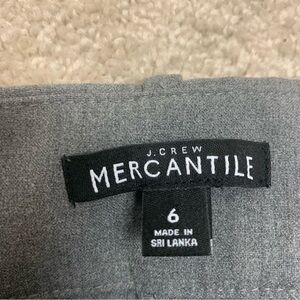 J.CREW
MERCANTILE
6
MADE IN
SRI LANKA